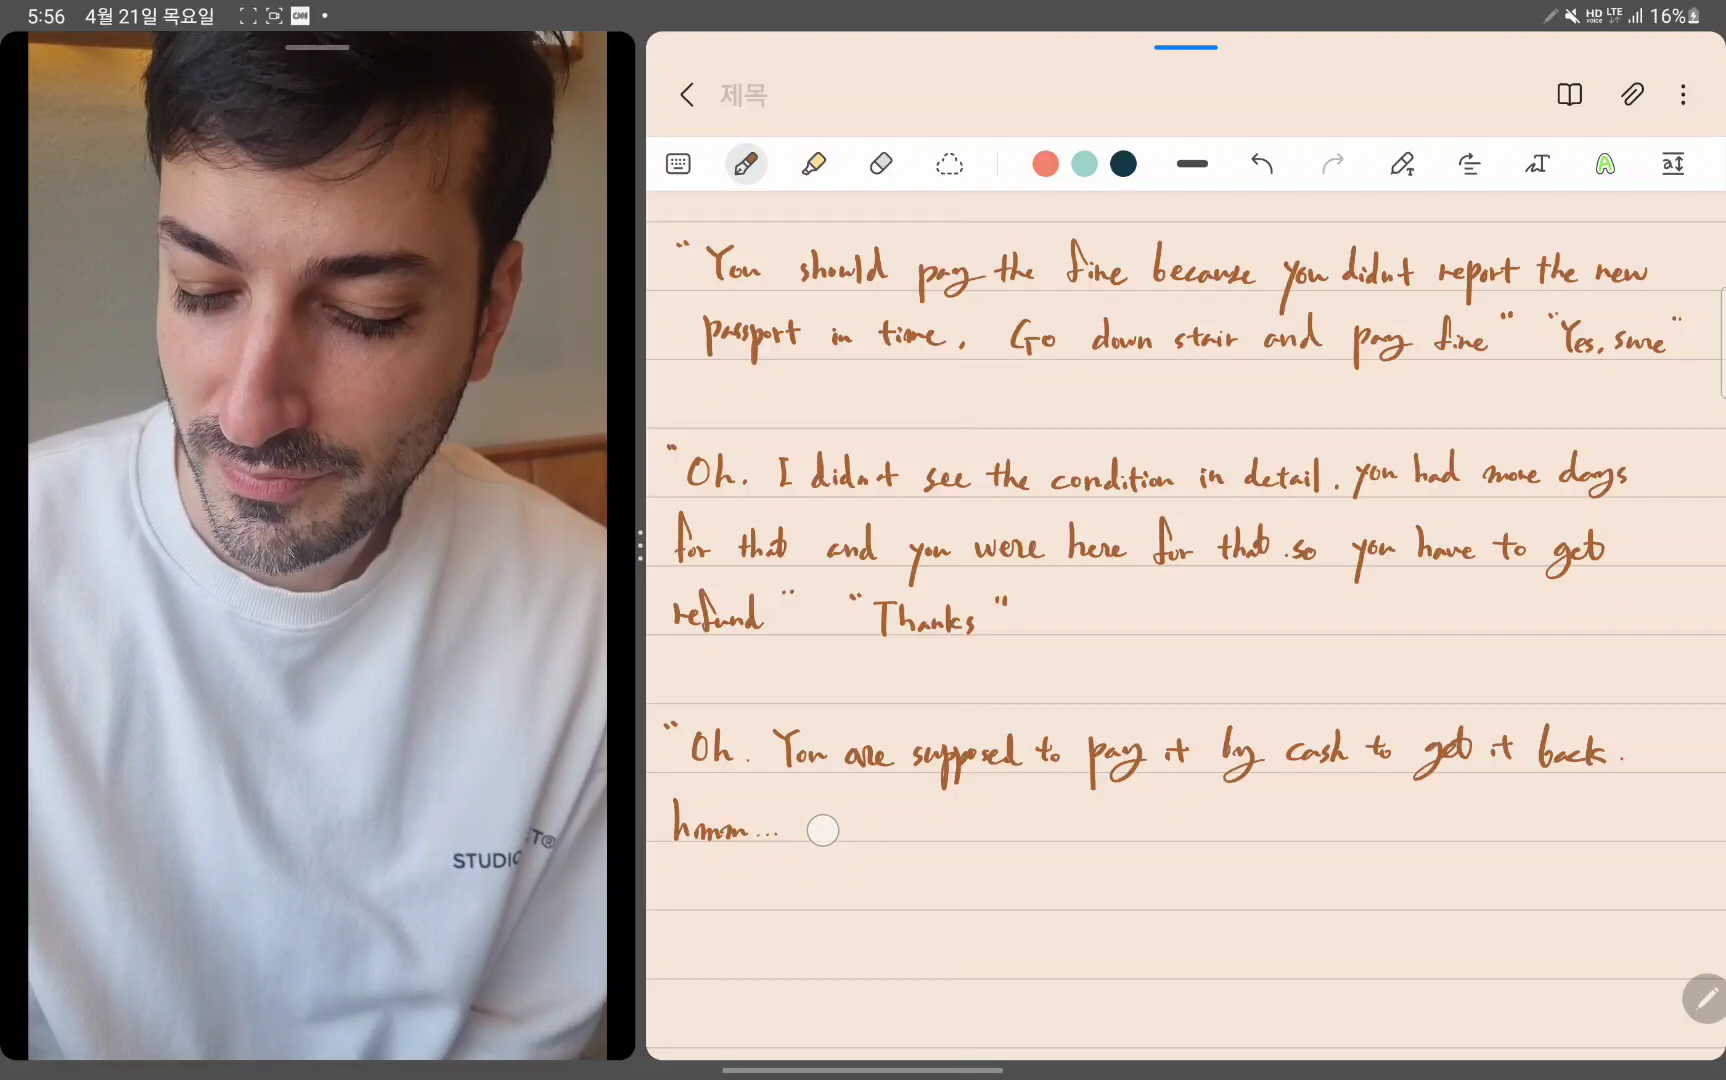 5:56 4월 21일 목요일
HD voice LTE 16%
제목
"You should pay the fine because you didnt report the new
passport in time. Go down stair and pay fine" "Yes, sure"
"Oh. I didnt see the condition in detail. you had more days
for that and you were here for that. so you have to get
refund" "Thanks"
"Oh. You are supposed to pay it by cash to get it back.
hmm...
T®
STUDIO